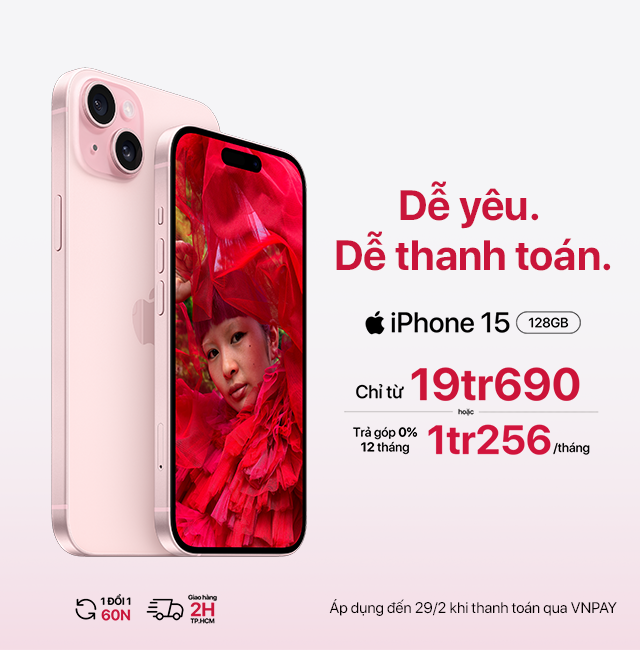 Dễ yêu.
Dễ thanh toán.
iPhone 15 128GB
Chỉ từ 19tr690
hoặc
Trả góp 0%
12 tháng
1tr256/tháng
1 ĐỔI 1
60N
Giao hàng
2H
TP.HCM
Áp dụng đến 29/2 khi thanh toán qua VNPAY